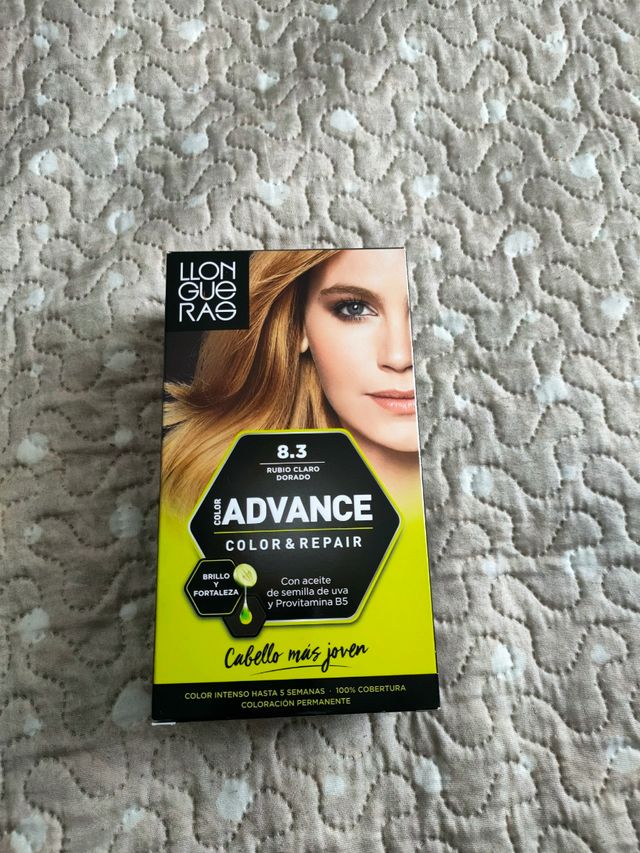 LLON
GUE
RAS
8.3
RUBIO CLARO
DORADO
COLOR
ADVANCE
COLOR & REPAIR
BRILLO
Y
FORTALEZA
Con aceite
de semilla de uva
y Provitamina B5
Cabello más joven
COLOR INTENSO HASTA 5 SEMANAS · 100% COBERTURA
COLORACIÓN PERMANENTE